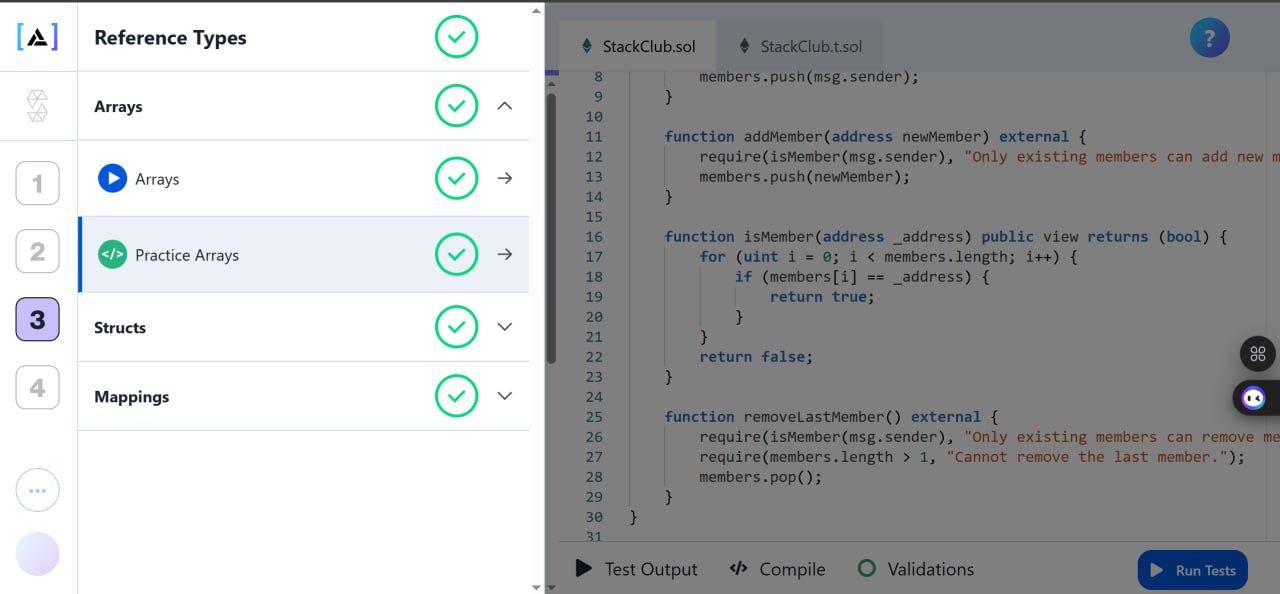 Reference Types
Arrays
Arrays
</> Practice Arrays
Structs
Mappings
1
2
3
4
StackClub.sol
StackClub.t.sol
?
8 members.push(msg.sender);
9 }
10
11 function addMember(address newMember) external {
12 require(isMember(msg.sender), "Only existing members can add new m
13 members.push(newMember);
14 }
15
16 function isMember(address _address) public view returns (bool) {
17 for (uint i = 0; i < members.length; i++) {
18 if (members[i] == _address) {
19 return true;
20 }
21 }
22 return false;
23 }
24
25 function removeLastMember() external {
26 require(isMember(msg.sender), "Only existing members can remove me
27 require(members.length > 1, "Cannot remove the last member.");
28 members.pop();
29 }
30 }
31
Test Output
</> Compile
Validations
Run Tests